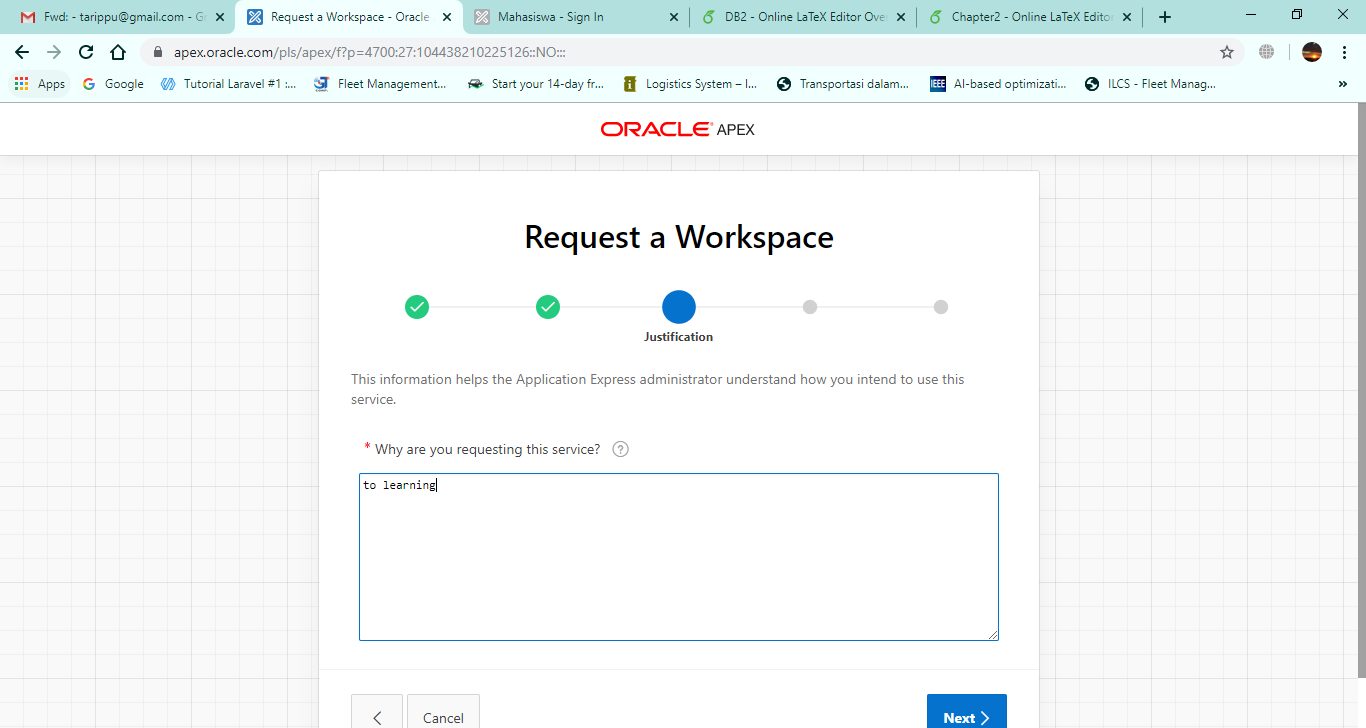 Fwd: - tarippu@gmail.com - G
Request a Workspace - Oracle
Mahasiswa - Sign In
DB2 - Online LaTeX Editor Ove
Chapter2 - Online LaTeX Editor
apex.oracle.com/pls/apex/f?p=4700:27:104438210225126::NO:::
Apps
Google
Tutorial Laravel #1 :...
Fleet Management...
Start your 14-day fr...
Logistics System – I...
Transportasi dalam...
IEEE
AI-based optimizati...
ILCS - Fleet Manag...
»
ORACLE APEX
Request a Workspace
Justification
This information helps the Application Express administrator understand how you intend to use this
service.
* Why are you requesting this service? ?
to learning
Cancel
Next